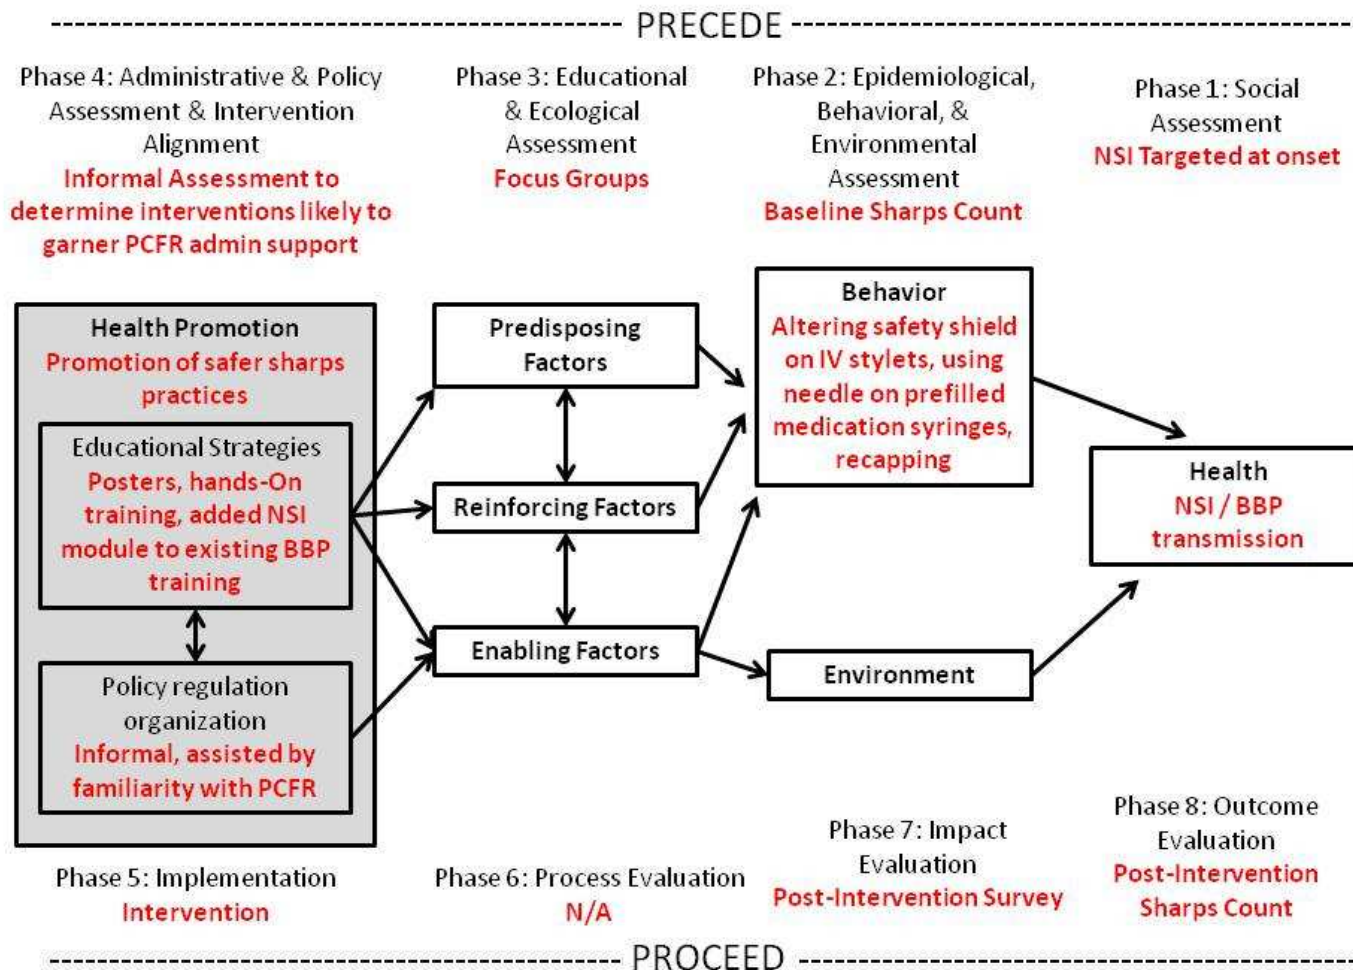 PRECEDE
Phase 4: Administrative & Policy
Assessment & Intervention
Alignment
Informal Assessment to
determine interventions likely to
garner PCFR admin support
Phase 3: Educational
& Ecological
Assessment
Focus Groups
Phase 2: Epidemiological,
Behavioral, &
Environmental
Assessment
Baseline Sharps Count
Phase 1: Social
Assessment
NSI Targeted at onset
Health Promotion
Promotion of safer sharps
practices
Educational Strategies
Posters, hands-On
training, added NSI
module to existing BBP
training
Policy regulation
organization
Informal, assisted by
familiarity with PCFR
Predisposing
Factors
Reinforcing Factors
Enabling Factors
Behavior
Altering safety shield
on IV stylets, using
needle on prefilled
medication syringes,
recapping
Environment
Health
NSI / BBP
transmission
Phase 5: Implementation
Intervention
Phase 6: Process Evaluation
N/A
Phase 7: Impact
Evaluation
Post-Intervention Survey
Phase 8: Outcome
Evaluation
Post-Intervention
Sharps Count
PROCEED